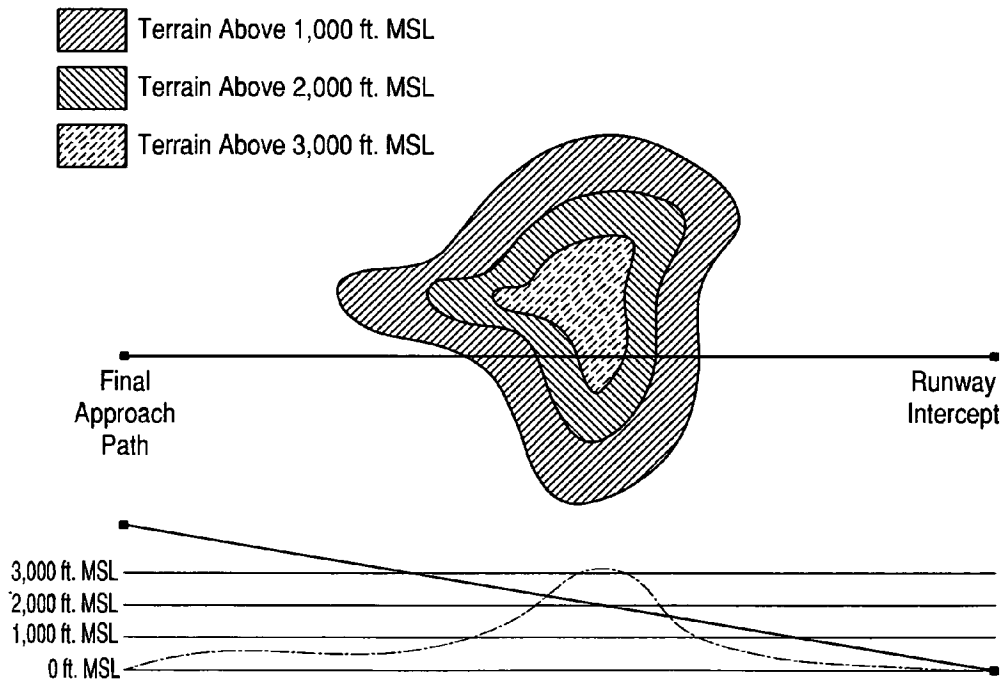 Terrain Above 1,000 ft. MSL
Terrain Above 2,000 ft. MSL
Terrain Above 3,000 ft. MSL
Final
Approach
Path
Runway
Intercept
3,000 ft. MSL
2,000 ft. MSL
1,000 ft. MSL
0 ft. MSL